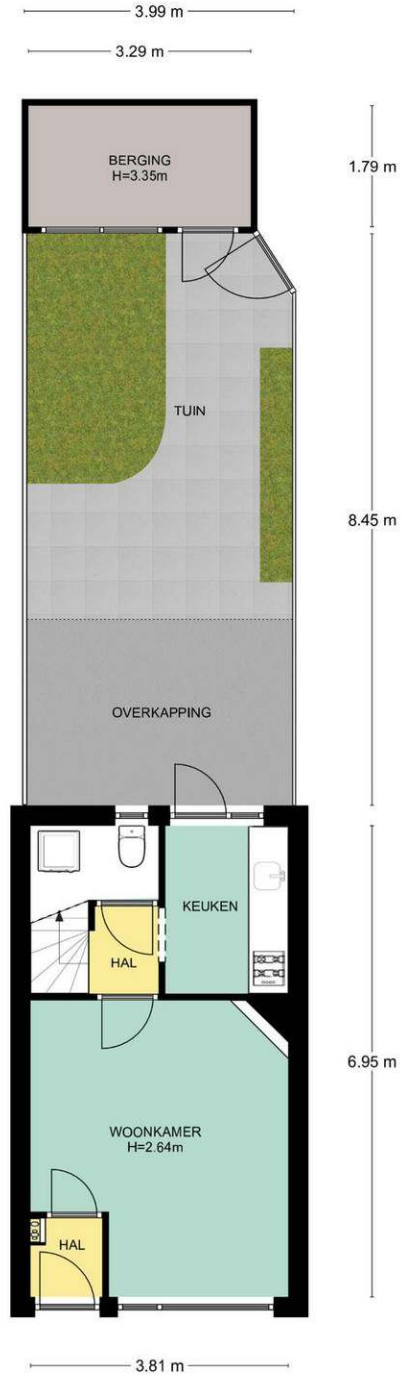 3.99 m
3.29 m
BERGING
H=3.35m
1.79 m
TUIN
8.45 m
OVERKAPPING
KEUKEN
HAL
6.95 m
WOONKAMER
H=2.64m
HAL
3.81 m